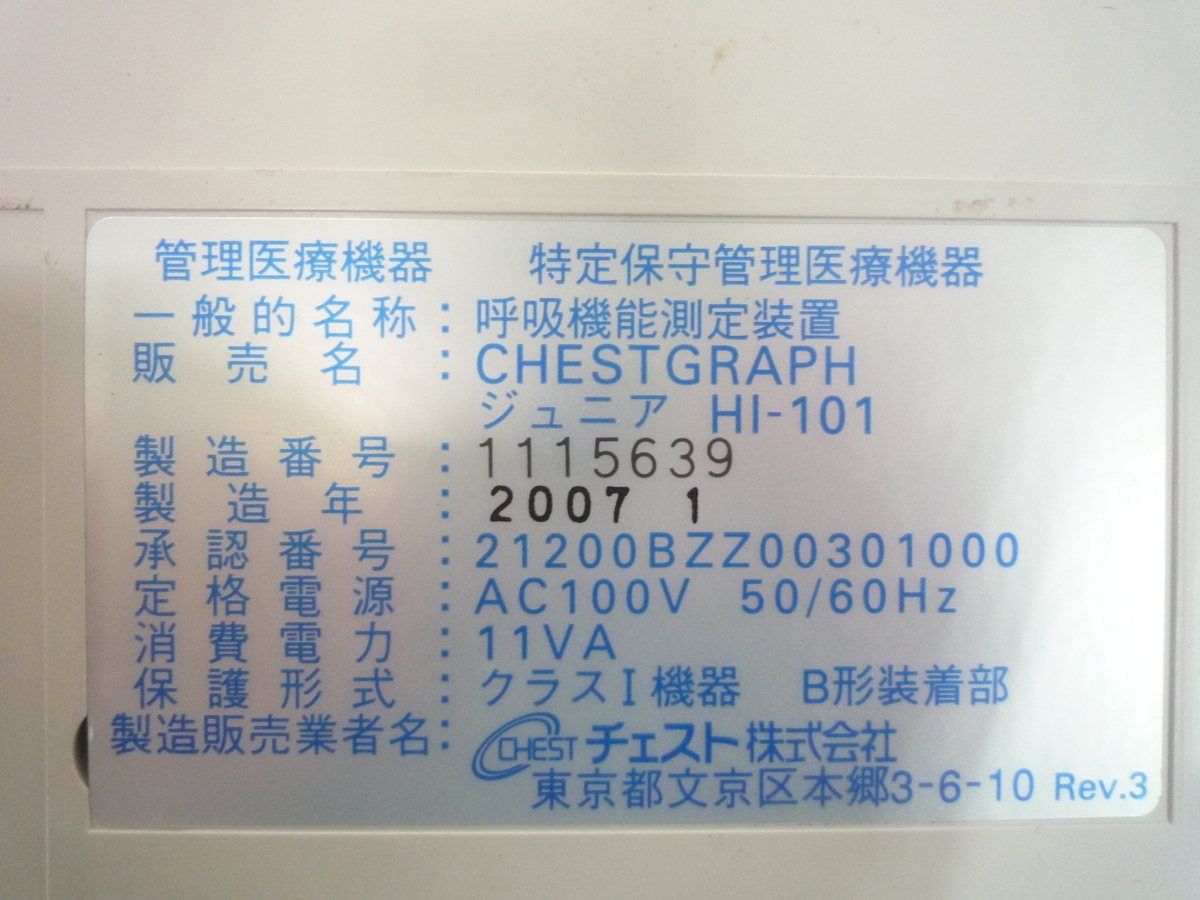 管理医療機器 特定保守管理医療機器
一般的名称:呼吸機能測定装置
販売名:CHESTGRAPH
ジュニア HI-101
製造番号:1115639
製造年:2007 1
承認番号:21200BZZ00301000
定格電源:AC100V 50/60Hz
消費電力:11VA
保護形式:クラスI機器 B形装着部
製造販売業者名:CHEST チェスト株式会社
東京都文京区本郷3-6-10 Rev.3